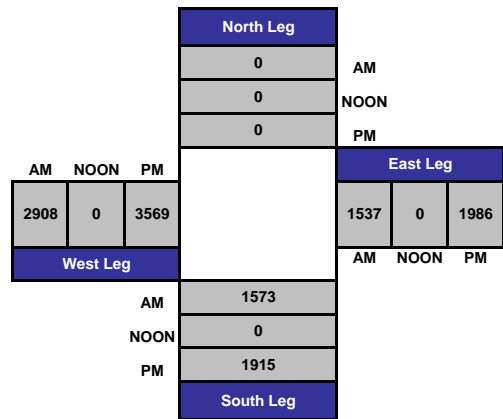 North Leg
0 AM
0 NOON
0 PM
AM NOON PM
East Leg
2908 0 3569
1537 0 1986
West Leg
AM NOON PM
AM 1573
NOON 0
PM 1915
South Leg